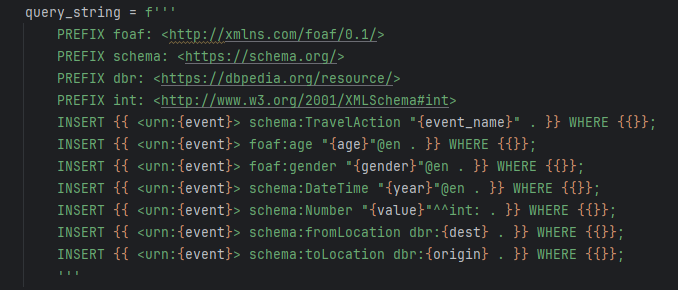 query_string = f'''
PREFIX foaf: <http://xmlns.com/foaf/0.1/>
PREFIX schema: <https://schema.org/>
PREFIX dbr: <https://dbpedia.org/resource/>
PREFIX int: <http://www.w3.org/2001/XMLSchema#int>
INSERT {{ <urn:{event}> schema:TravelAction "{event_name}" . }} WHERE {{}};
INSERT {{ <urn:{event}> foaf:age "{age}"@en . }} WHERE {{}};
INSERT {{ <urn:{event}> foaf:gender "{gender}"@en . }} WHERE {{}};
INSERT {{ <urn:{event}> schema:DateTime "{year}"@en . }} WHERE {{}};
INSERT {{ <urn:{event}> schema:Number "{value}"^^int: . }} WHERE {{}};
INSERT {{ <urn:{event}> schema:fromLocation dbr:{dest} . }} WHERE {{}};
INSERT {{ <urn:{event}> schema:toLocation dbr:{origin} . }} WHERE {{}};
'''